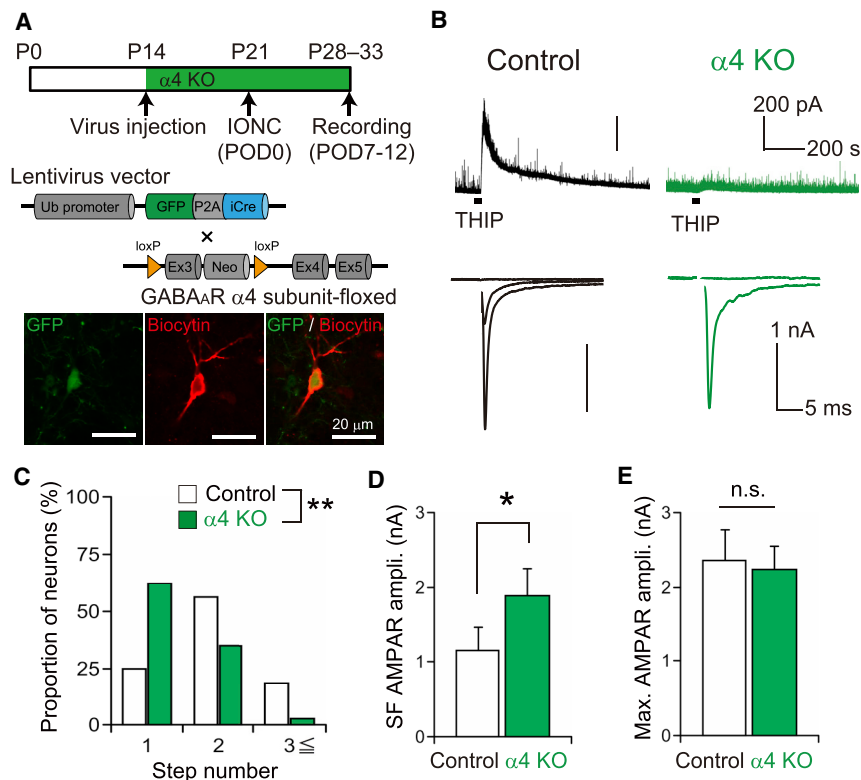 A
P0 P14 P21 P28–33
α4 KO
Virus injection IONC Recording
(POD0) (POD7-12)
Lentivirus vector
Ub promoter GFP P2A iCre
×
loxP loxP
Ex3 Neo Ex4 Ex5
GABAAR α4 subunit-floxed
GFP Biocytin GFP / Biocytin
20 μm
B
Control α4 KO
200 pA
200 s
THIP THIP
1 nA
5 ms
C
Proportion of neurons (%)
100
75
50
25
0
Control
α4 KO
**
1 2 3≦
Step number
D
SF AMPAR ampli. (nA)
3
2
1
0
*
Control α4 KO
E
Max. AMPAR ampli. (nA)
3
2
1
0
n.s.
Control α4 KO